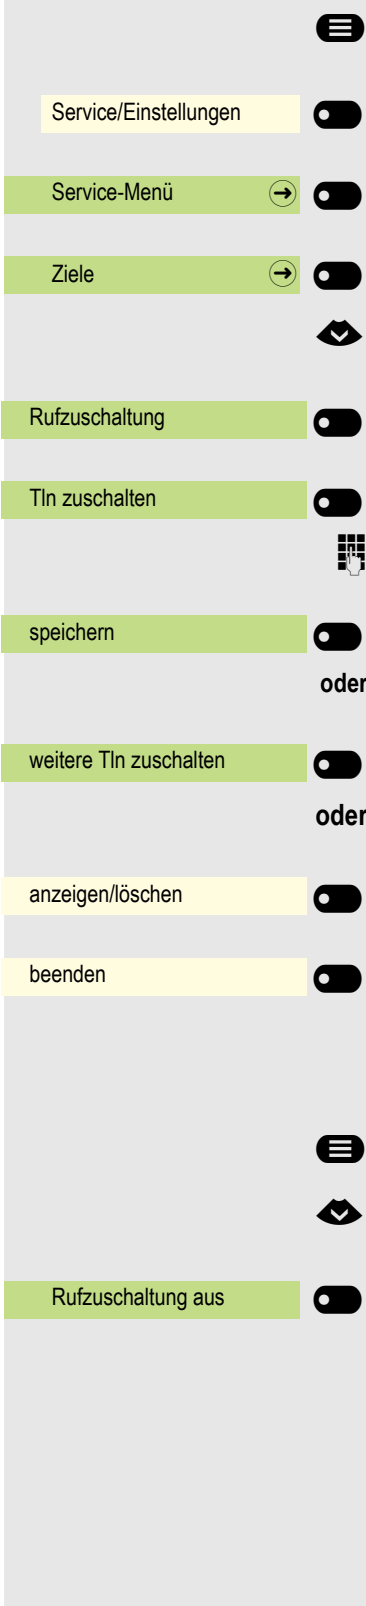 Service/Einstellungen
Service-Menü
Ziele
Rufzuschaltung
Tln zuschalten
speichern
oder
weitere Tln zuschalten
oder
anzeigen/löschen
beenden
Rufzuschaltung aus